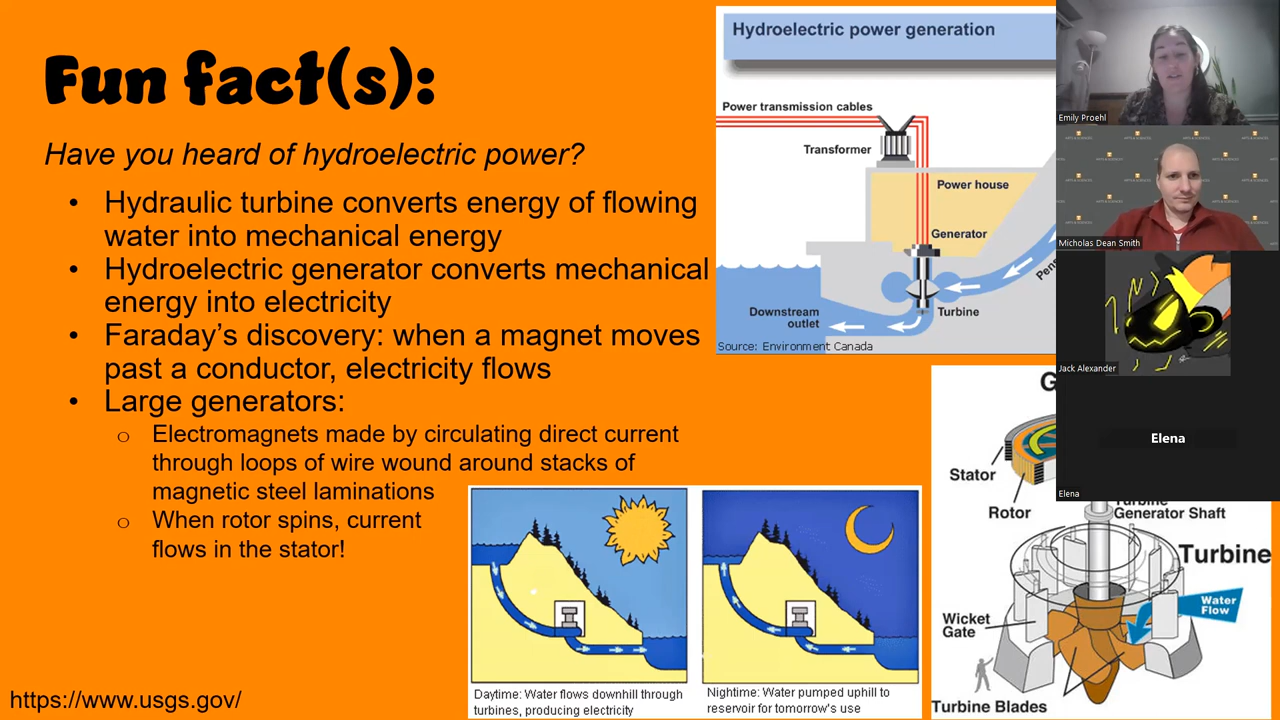 Fun fact(s):
Have you heard of hydroelectric power?
• Hydraulic turbine converts energy of flowing
water into mechanical energy
• Hydroelectric generator converts mechanical
energy into electricity
• Faraday's discovery: when a magnet moves
past a conductor, electricity flows
• Large generators:
o Electromagnets made by circulating direct current
through loops of wire wound around stacks of
magnetic steel laminations
o When rotor spins, current
flows in the stator!
https://www.usgs.gov/
Hydroelectric power generation
Power transmission cables
Transformer
Power house
Generator
Turbine
Downstream
outlet
Source: Environment Canada
Daytime: Water flows downhill through
turbines, producing electricity
Nightime: Water pumped uphill to
reservoir for tomorrow's use
Stator
Rotor
Turbine
Generator Shaft
Turbine
Water
Flow
Wicket
Gate
Turbine Blades
Emily Proehl
Jack Alexander
Elena
Elena